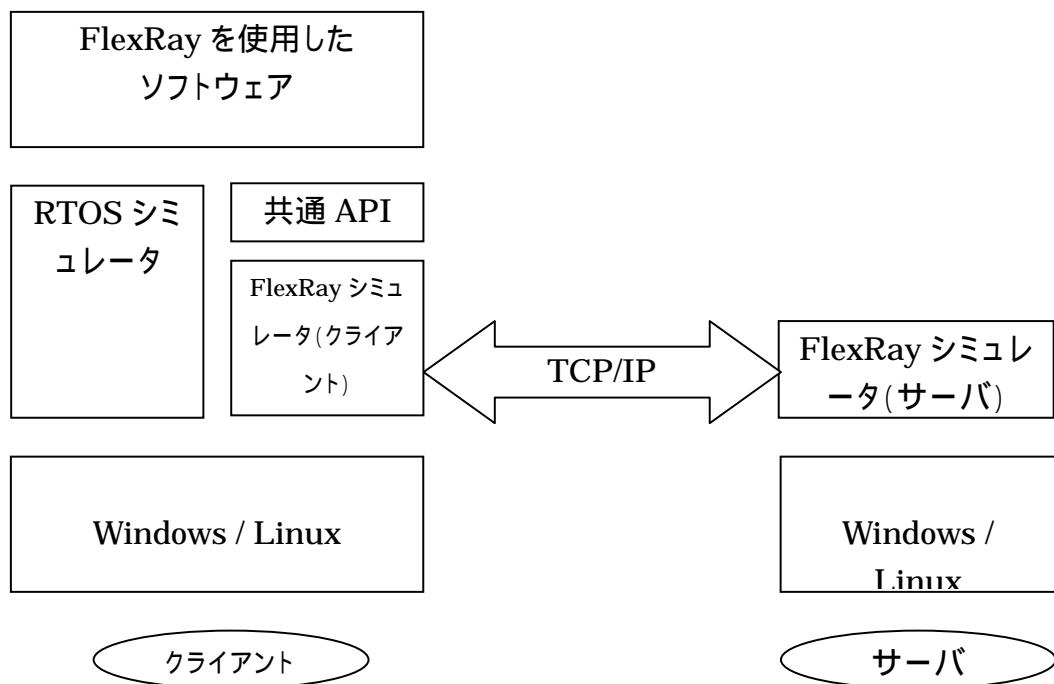 FlexRay を使用した
ソフトウェア
RTOS シミ
ュレータ
共通 API
FlexRay シミュ
レータ(クライア
ント)
TCP/IP
FlexRay シミュレ
ータ(サーバ)
Windows / Linux
Windows /
Linux
クライアント
サーバ